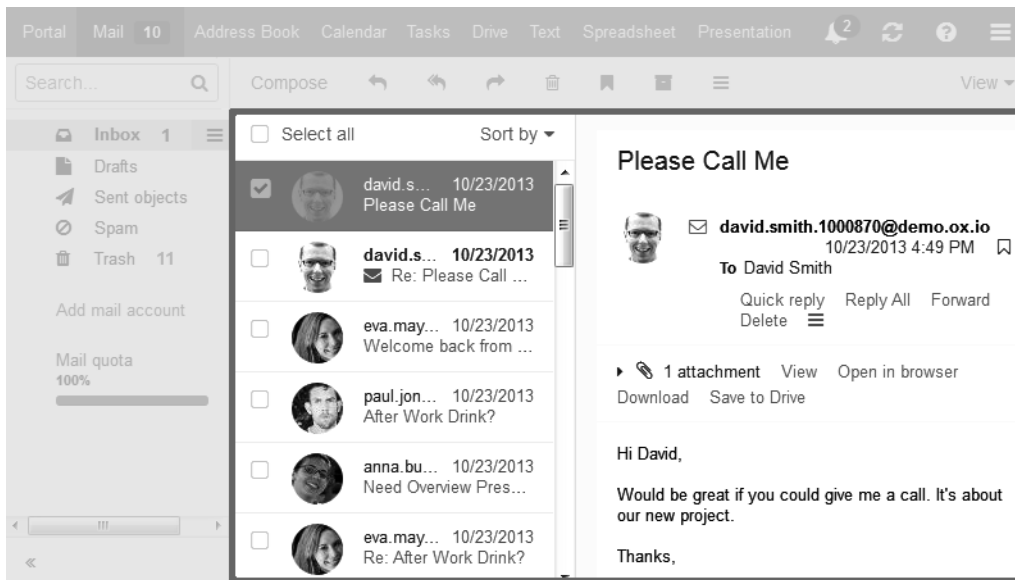 Portal Mail 10 Address Book Calendar Tasks Drive Text Spreadsheet Presentation 2
Search... Compose View
Inbox 1
Drafts
Sent objects
Spam
Trash 11
Add mail account
Mail quota
100%
Select all Sort by
david.s... 10/23/2013
Please Call Me
david.s... 10/23/2013
Re: Please Call ...
eva.may... 10/23/2013
Welcome back from ...
paul.jon... 10/23/2013
After Work Drink?
anna.bu... 10/23/2013
Need Overview Pres...
eva.may... 10/23/2013
Re: After Work Drink?
Please Call Me
david.smith.1000870@demo.ox.io
10/23/2013 4:49 PM
To David Smith
Quick reply Reply All Forward
Delete
1 attachment View Open in browser
Download Save to Drive
Hi David,
Would be great if you could give me a call. It's about
our new project.
Thanks,